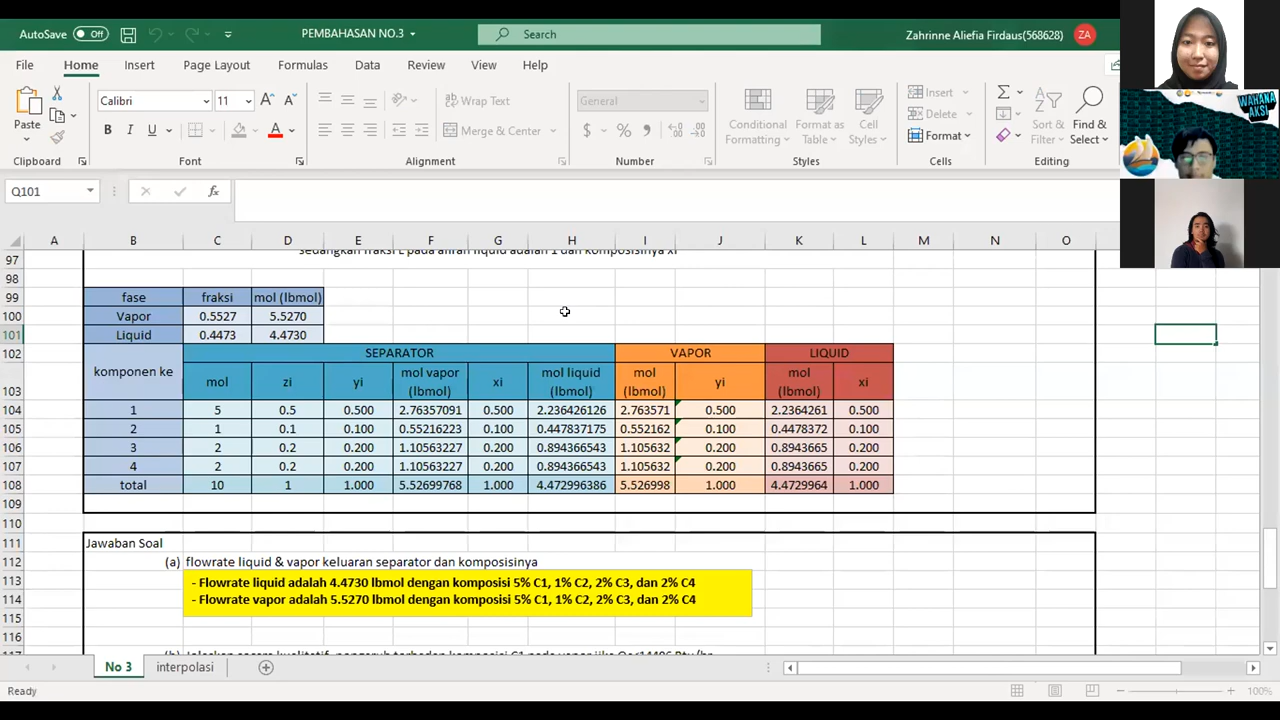 AutoSave Off PEMBAHASAN NO.3 Search Zahrinne Aliefia Firdaus(568628) ZA
File Home Insert Page Layout Formulas Data Review View Help
Calibri 11 Wrap Text General Insert
Paste B I U A Merge & Center $ % Conditional Formatting Format as Table Cell Styles Delete Format Sort & Filter Find & Select
Clipboard Font Alignment Number Styles Cells Editing
WAHANA AKSI
Q101 fx
A B C D E F G H I J K L M N O
97 sedangkan fraksi L pada aliran liquid adalah 1 dan komposisinya xi
98
99 fase fraksi mol (lbmol)
100 Vapor 0.5527 5.5270
101 Liquid 0.4473 4.4730
102 komponen ke SEPARATOR VAPOR LIQUID
103 mol zi yi mol vapor (lbmol) xi mol liquid (lbmol) mol (lbmol) yi mol (lbmol) xi
104 1 5 0.5 0.500 2.76357091 0.500 2.236426126 2.763571 0.500 2.2364261 0.500
105 2 1 0.1 0.100 0.55216223 0.100 0.447837175 0.552162 0.100 0.4478372 0.100
106 3 2 0.2 0.200 1.10563227 0.200 0.894366543 1.105632 0.200 0.8943665 0.200
107 4 2 0.2 0.200 1.10563227 0.200 0.894366543 1.105632 0.200 0.8943665 0.200
108 total 10 1 1.000 5.52699768 1.000 4.472996386 5.526998 1.000 4.4729964 1.000
109
110
111 Jawaban Soal
112 (a) flowrate liquid & vapor keluaran separator dan komposisinya
113 - Flowrate liquid adalah 4.4730 lbmol dengan komposisi 5% C1, 1% C2, 2% C3, dan 2% C4
114 - Flowrate vapor adalah 5.5270 lbmol dengan komposisi 5% C1, 1% C2, 2% C3, dan 2% C4
115
116
117
No 3 interpolasi
Ready 100%